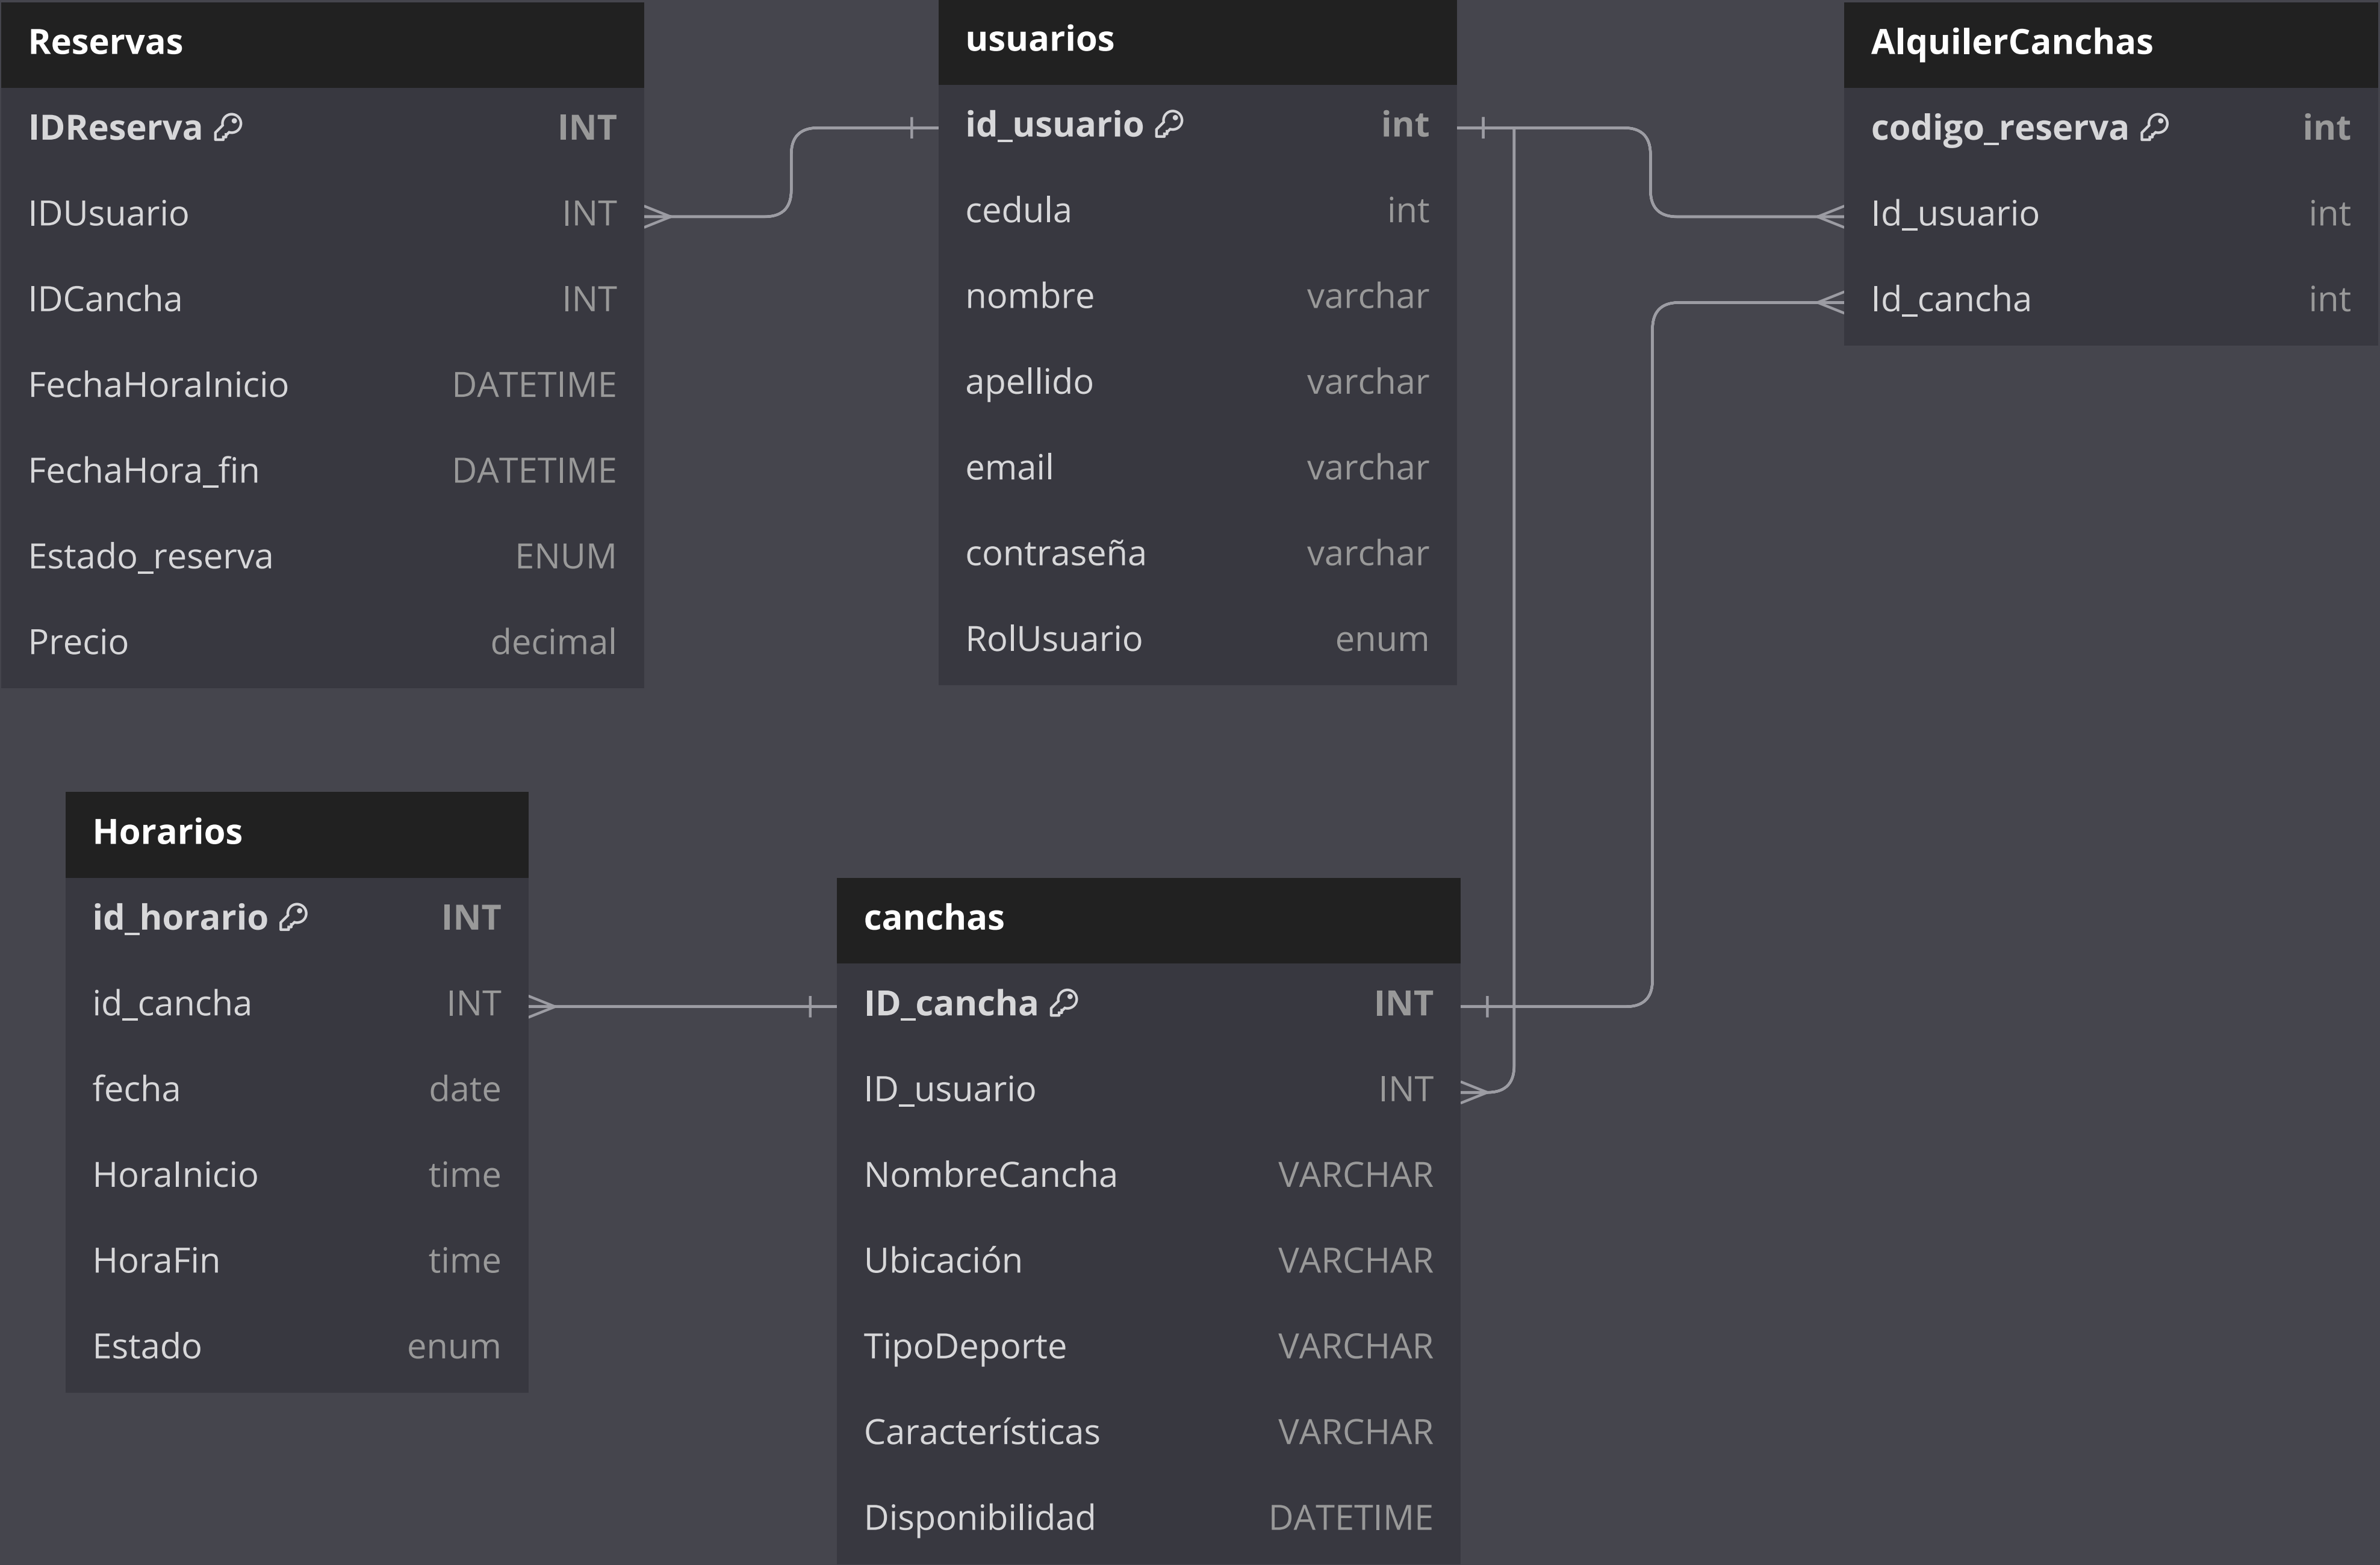 Reservas
IDReserva INT
IDUsuario INT
IDCancha INT
FechaHoraInicio DATETIME
FechaHora_fin DATETIME
Estado_reserva ENUM
Precio decimal
usuarios
id_usuario int
cedula int
nombre varchar
apellido varchar
email varchar
contraseña varchar
RolUsuario enum
AlquilerCanchas
codigo_reserva int
Id_usuario int
Id_cancha int
Horarios
id_horario INT
id_cancha INT
fecha date
HoraInicio time
HoraFin time
Estado enum
canchas
ID_cancha INT
ID_usuario INT
NombreCancha VARCHAR
Ubicación VARCHAR
TipoDeporte VARCHAR
Características VARCHAR
Disponibilidad DATETIME